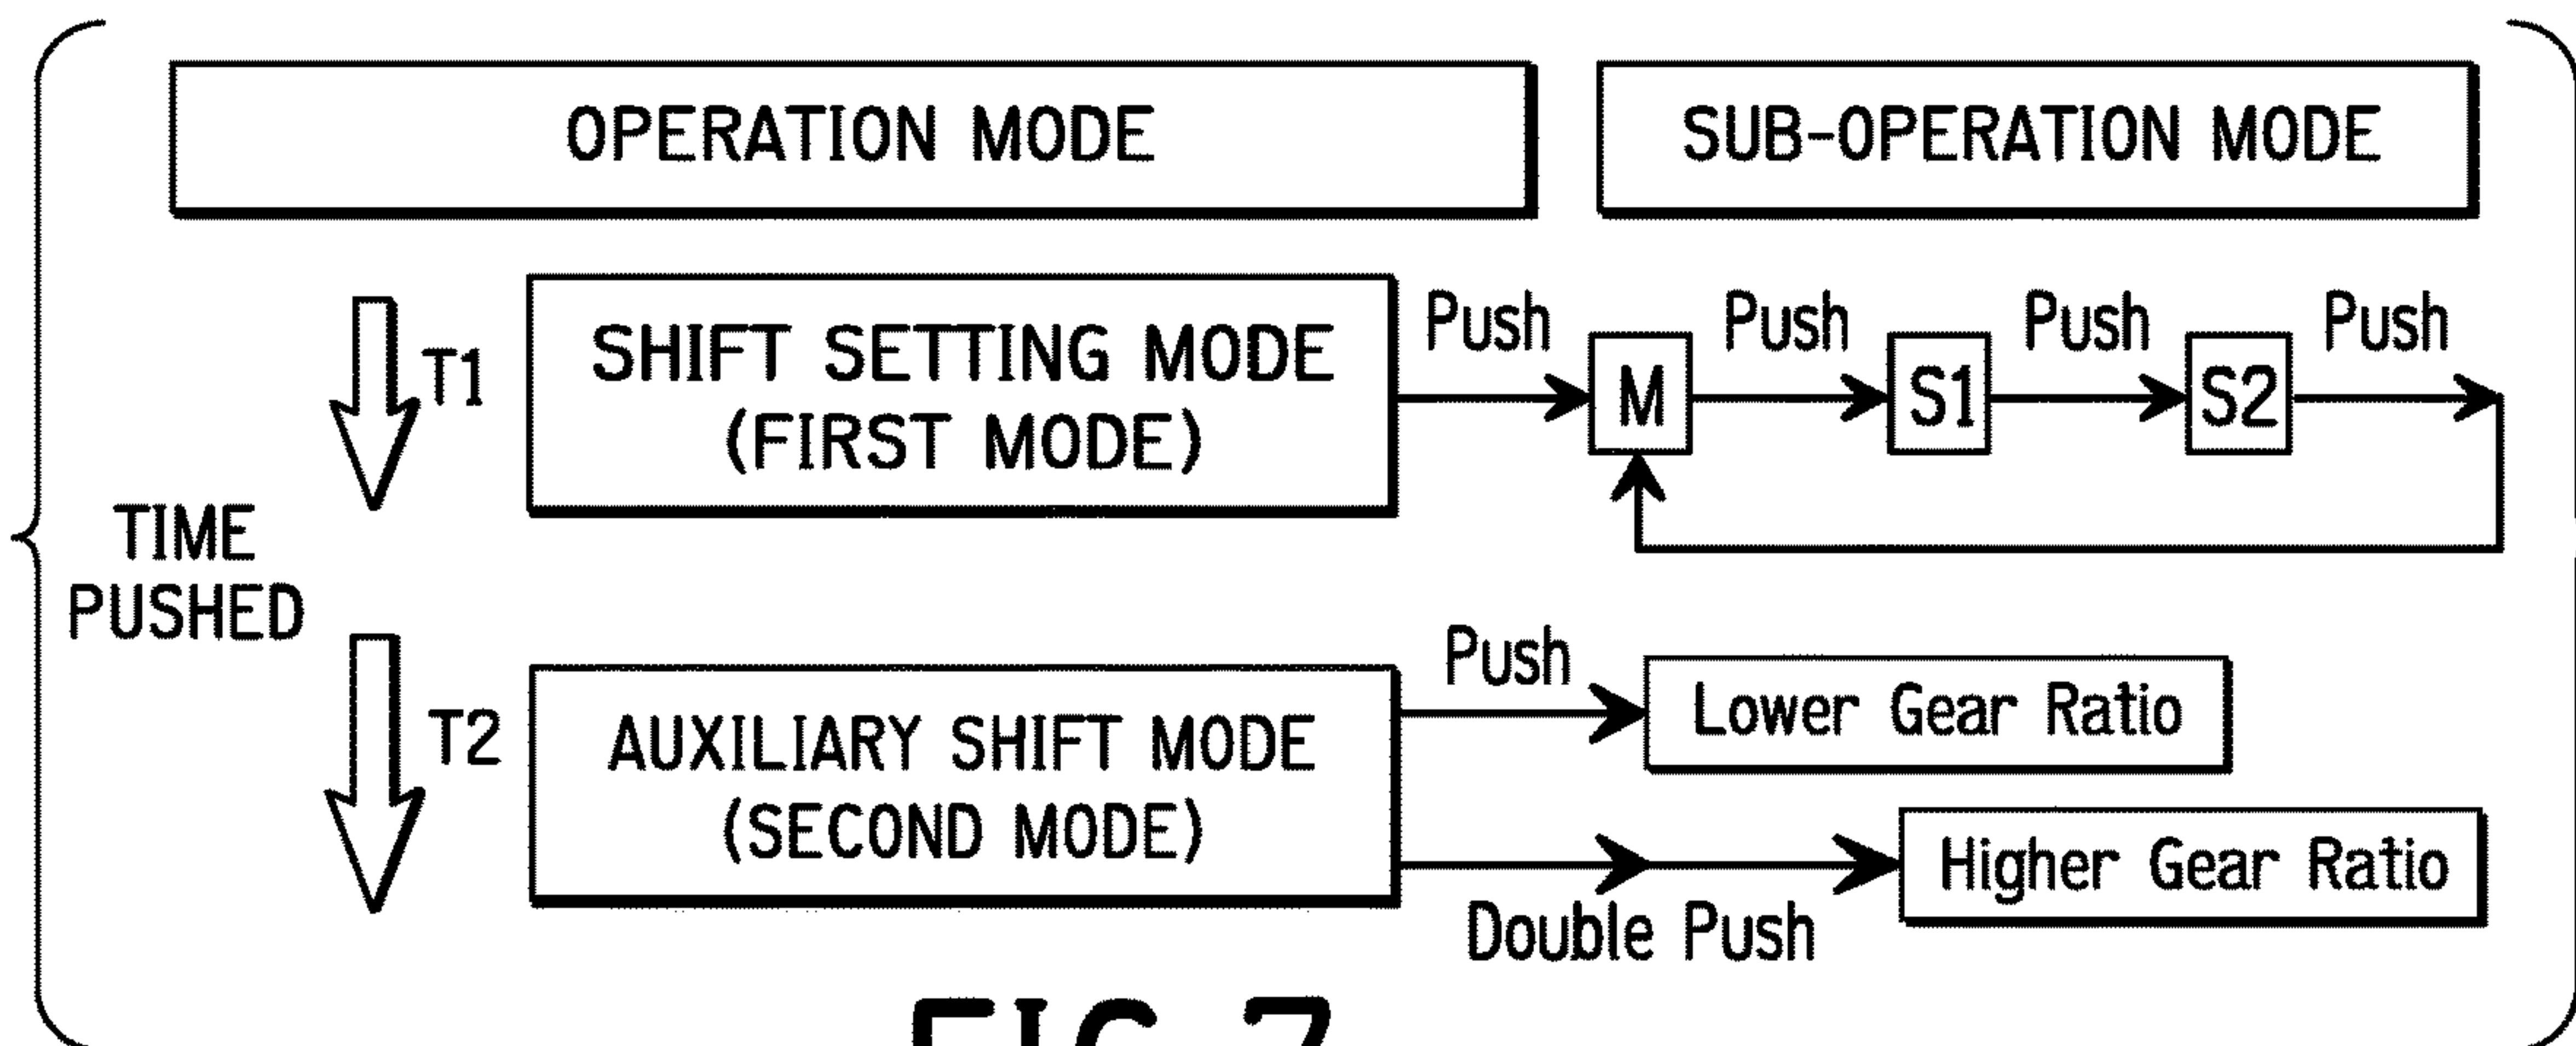 OPERATION MODE
SUB-OPERATION MODE
T1
SHIFT SETTING MODE
(FIRST MODE)
Push
M
Push
S1
Push
S2
Push
TIME
PUSHED
T2
AUXILIARY SHIFT MODE
(SECOND MODE)
Push
Lower Gear Ratio
Double Push
Higher Gear Ratio